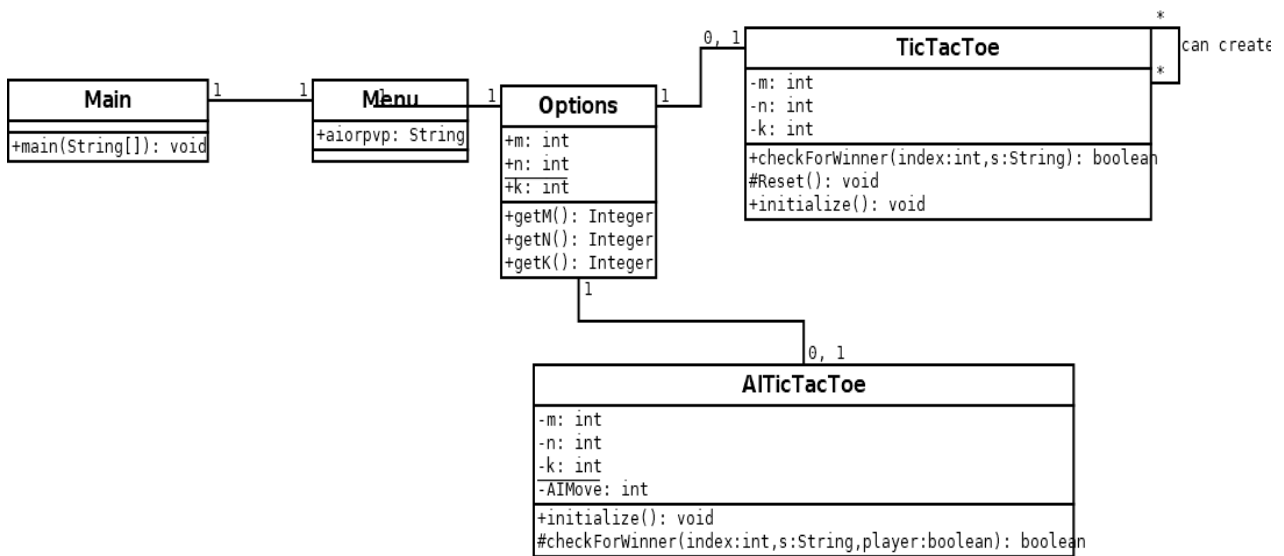 Main
+main(String[]): void
1
1
Menu
+aiorpvp: String
1
1
Options
+m: int
+n: int
+k: int
+getM(): Integer
+getN(): Integer
+getK(): Integer
1
0, 1
TicTacToe
-m: int
-n: int
-k: int
+checkForWinner(index:int,s:String): boolean
#Reset(): void
+initialize(): void
*
can create
*
1
0, 1
AITicTacToe
-m: int
-n: int
-k: int
-AIMove: int
+initialize(): void
#checkForWinner(index:int,s:String,player:boolean): boolean